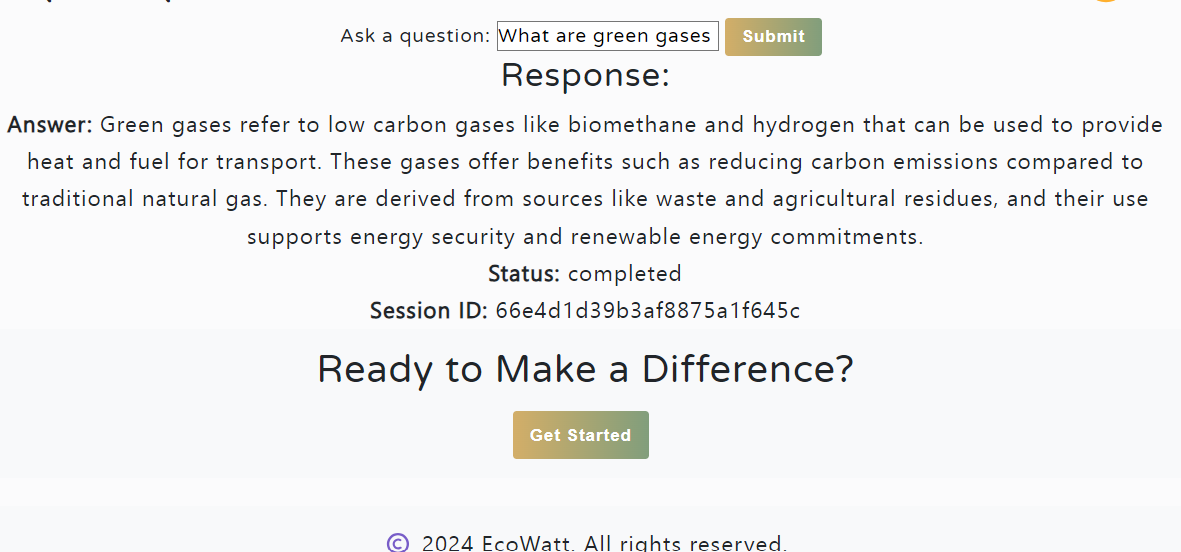 Ask a question: What are green gases Submit
Response:
Answer: Green gases refer to low carbon gases like biomethane and hydrogen that can be used to provide
heat and fuel for transport. These gases offer benefits such as reducing carbon emissions compared to
traditional natural gas. They are derived from sources like waste and agricultural residues, and their use
supports energy security and renewable energy commitments.
Status: completed
Session ID: 66e4d1d39b3af8875a1f645c
Ready to Make a Difference?
Get Started
© 2024 EcoWatt. All rights reserved.